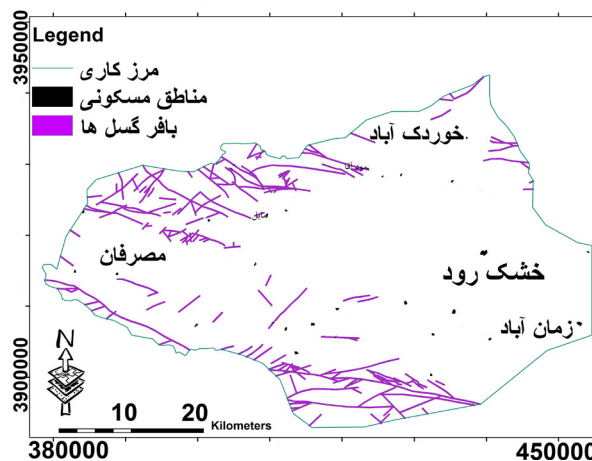 3950000
Legend
مرز کاری
مناطق مسکونی
بافر گسل ها
خوردک آباد
مصرفان
خشک رود
زمان آباد
3900000
N
10 20
Kilometers
380000
450000